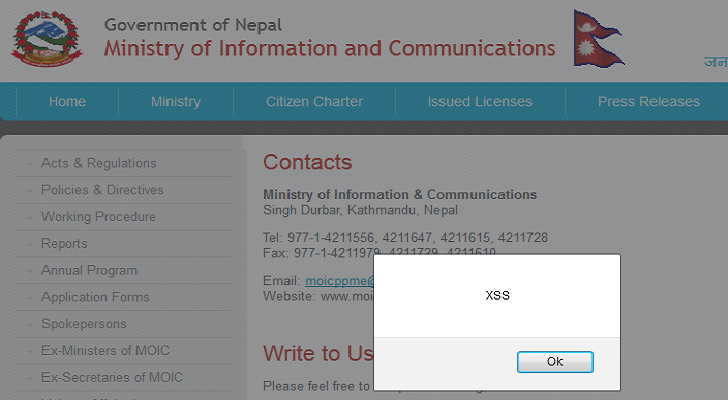 Government of Nepal
Ministry of Information and Communications
जन
Home Ministry Citizen Charter Issued Licenses Press Releases
Acts & Regulations
Policies & Directives
Working Procedure
Reports
Annual Program
Application Forms
Spokepersons
Ex-Ministers of MOIC
Ex-Secretaries of MOIC
Contacts
Ministry of Information & Communications
Singh Durbar, Kathmandu, Nepal
Tel: 977-1-4211556, 4211647, 4211615, 4211728
Fax: 977-1-4211979, 4211729, 4211610
Email: moicppme@
Website: www.moi
Write to Us
Please feel free to
XSS
Ok